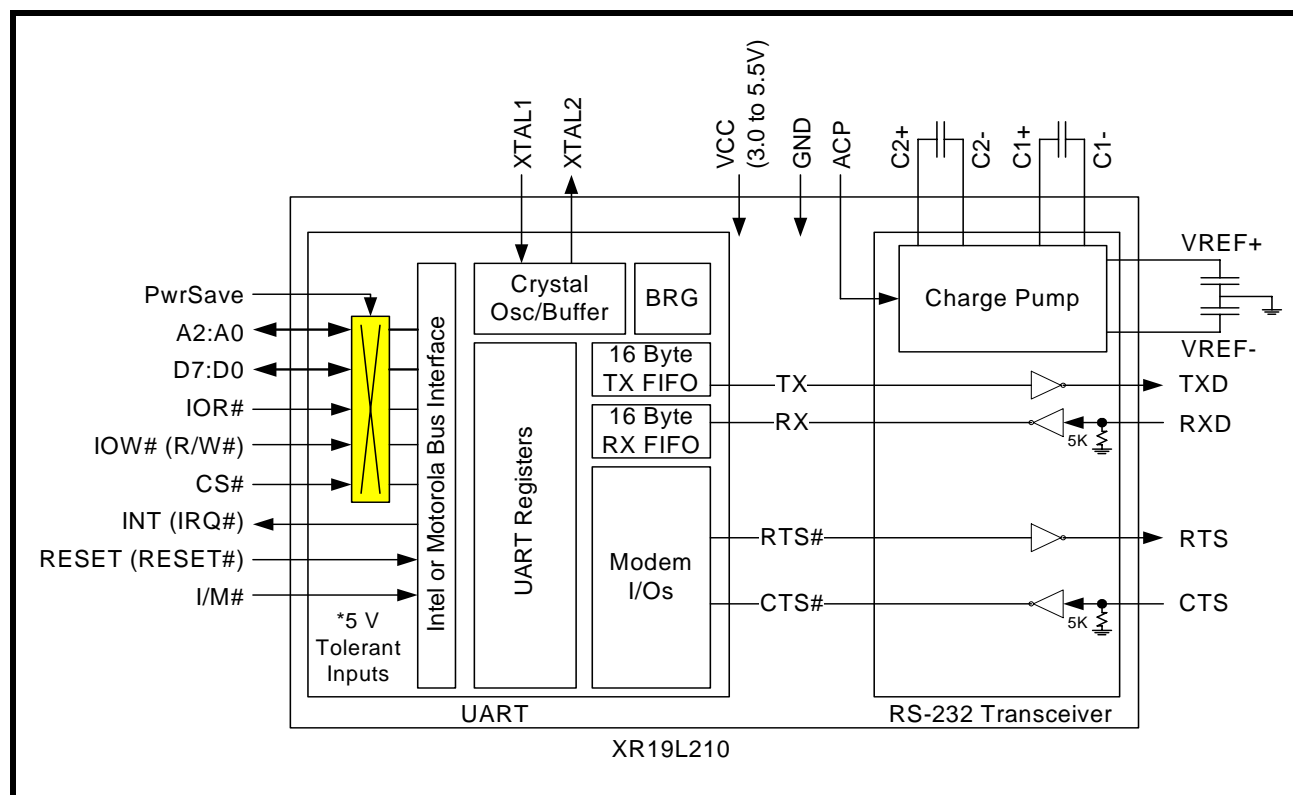 XTAL1
XTAL2
VCC
(3.0 to 5.5V)
GND
ACP
C2+
C2-
C1+
C1-
PwrSave
A2:A0
D7:D0
IOR#
IOW# (R/W#)
CS#
INT (IRQ#)
RESET (RESET#)
I/M#
*5 V
Tolerant
Inputs
Intel or Motorola Bus Interface
Crystal
Osc/Buffer
BRG
UART Registers
16 Byte
TX FIFO
16 Byte
RX FIFO
Modem
I/Os
TX
RX
RTS#
CTS#
Charge Pump
5K
5K
VREF+
VREF-
TXD
RXD
RTS
CTS
UART
RS-232 Transceiver
XR19L210